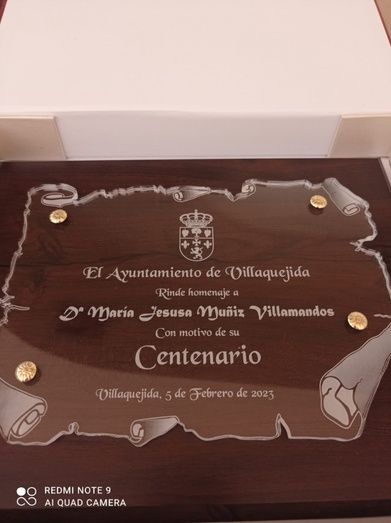 El Ayuntamiento de Villaquejida
Rinde homenaje a
Dª María Jesusa Muñiz Villamandos
Con motivo de su
Centenario
Villaquejida, 5 de Febrero de 2023
REDMI NOTE 9
AI QUAD CAMERA